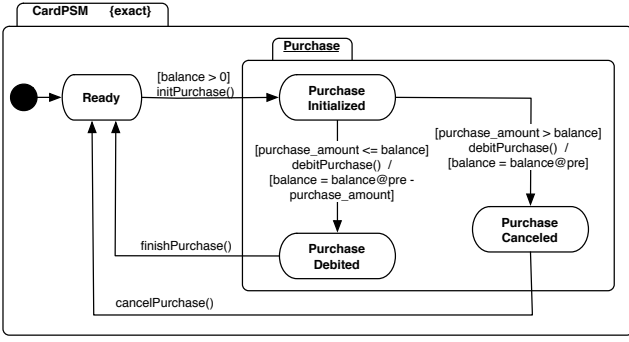 CardPSM {exact}
Purchase
[balance > 0]
initPurchase()
Ready
Purchase
Initialized
[purchase_amount <= balance]
debitPurchase() /
[balance = balance@pre -
purchase_amount]
[purchase_amount > balance]
debitPurchase() /
[balance = balance@pre]
Purchase
Canceled
finishPurchase()
Purchase
Debited
cancelPurchase()